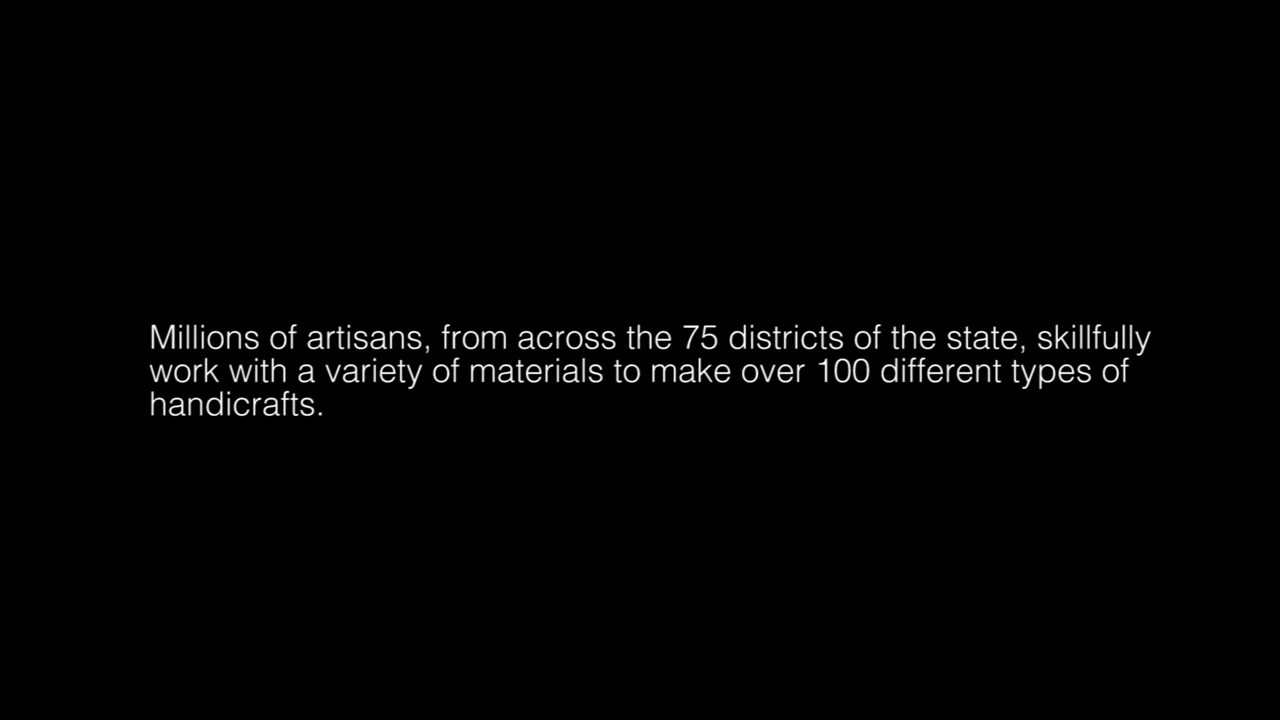 Millions of artisans, from across the 75 districts of the state, skillfully
work with a variety of materials to make over 100 different types of
handicrafts.